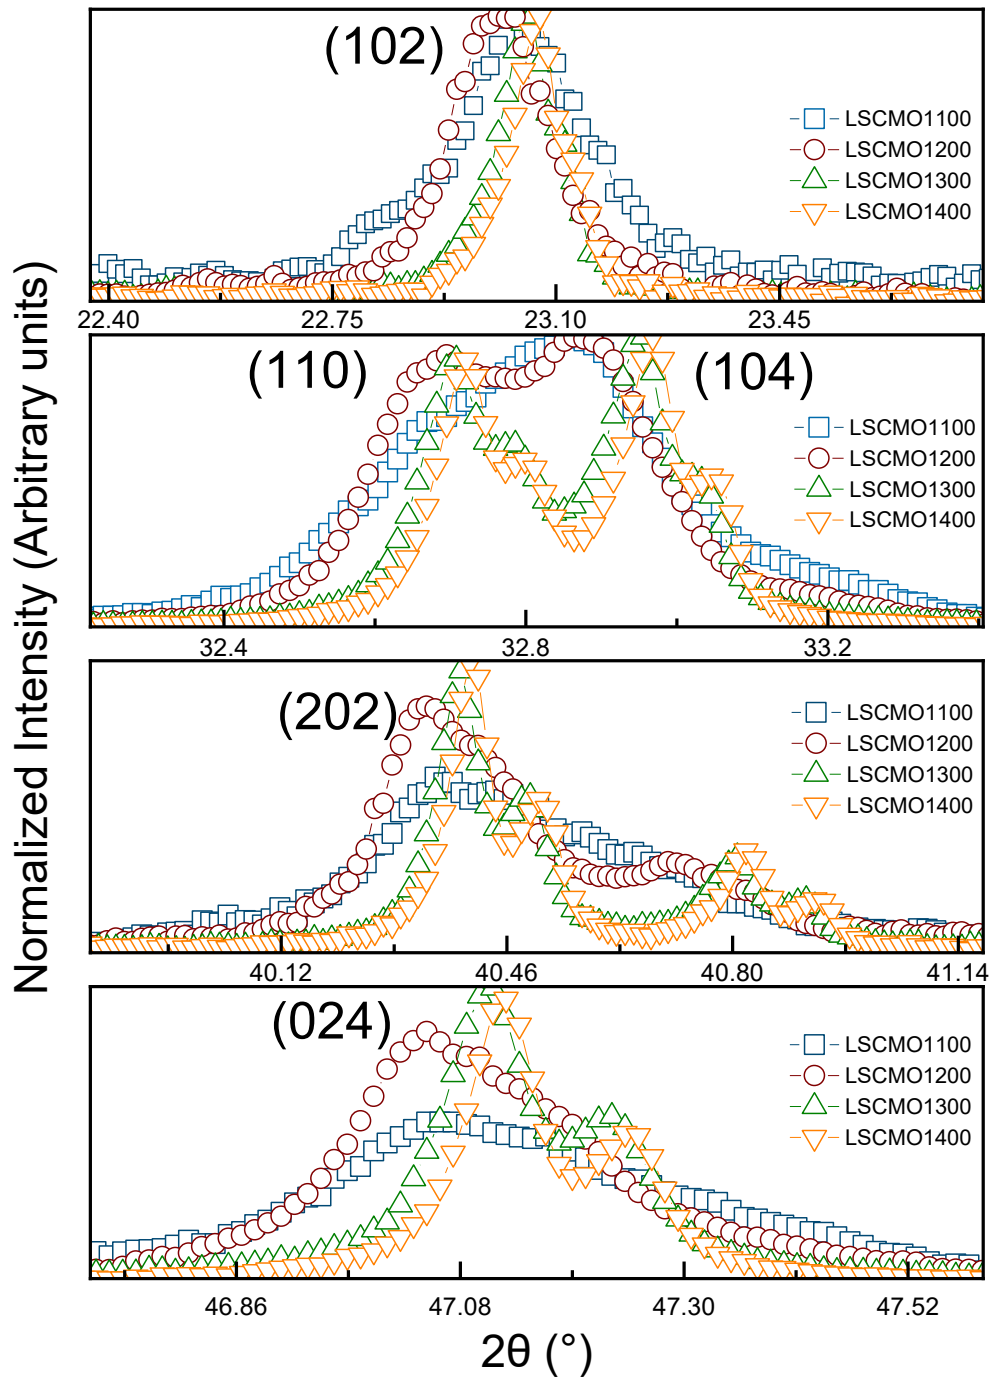 Normalized Intensity (Arbitrary units)
(102)
LSCMO1100
LSCMO1200
LSCMO1300
LSCMO1400
22.40 22.75 23.10 23.45
(110) (104)
LSCMO1100
LSCMO1200
LSCMO1300
LSCMO1400
32.4 32.8 33.2
(202)
LSCMO1100
LSCMO1200
LSCMO1300
LSCMO1400
40.12 40.46 40.80 41.14
(024)
LSCMO1100
LSCMO1200
LSCMO1300
LSCMO1400
46.86 47.08 47.30 47.52
2θ (°)